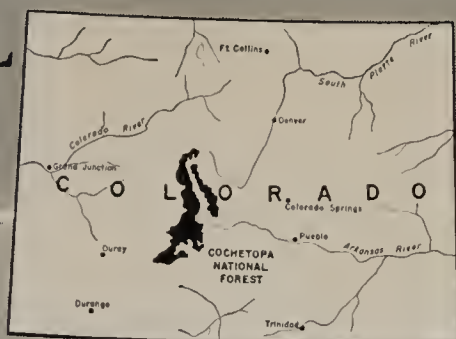 Ft. Collins
South Platte River
Colorado River
Denver
Grand Junction
COLORADO
Colorado Springs
Pueblo
Arkansas River
Ouray
COCHETOPA
NATIONAL
FOREST
Durango
Trinidad